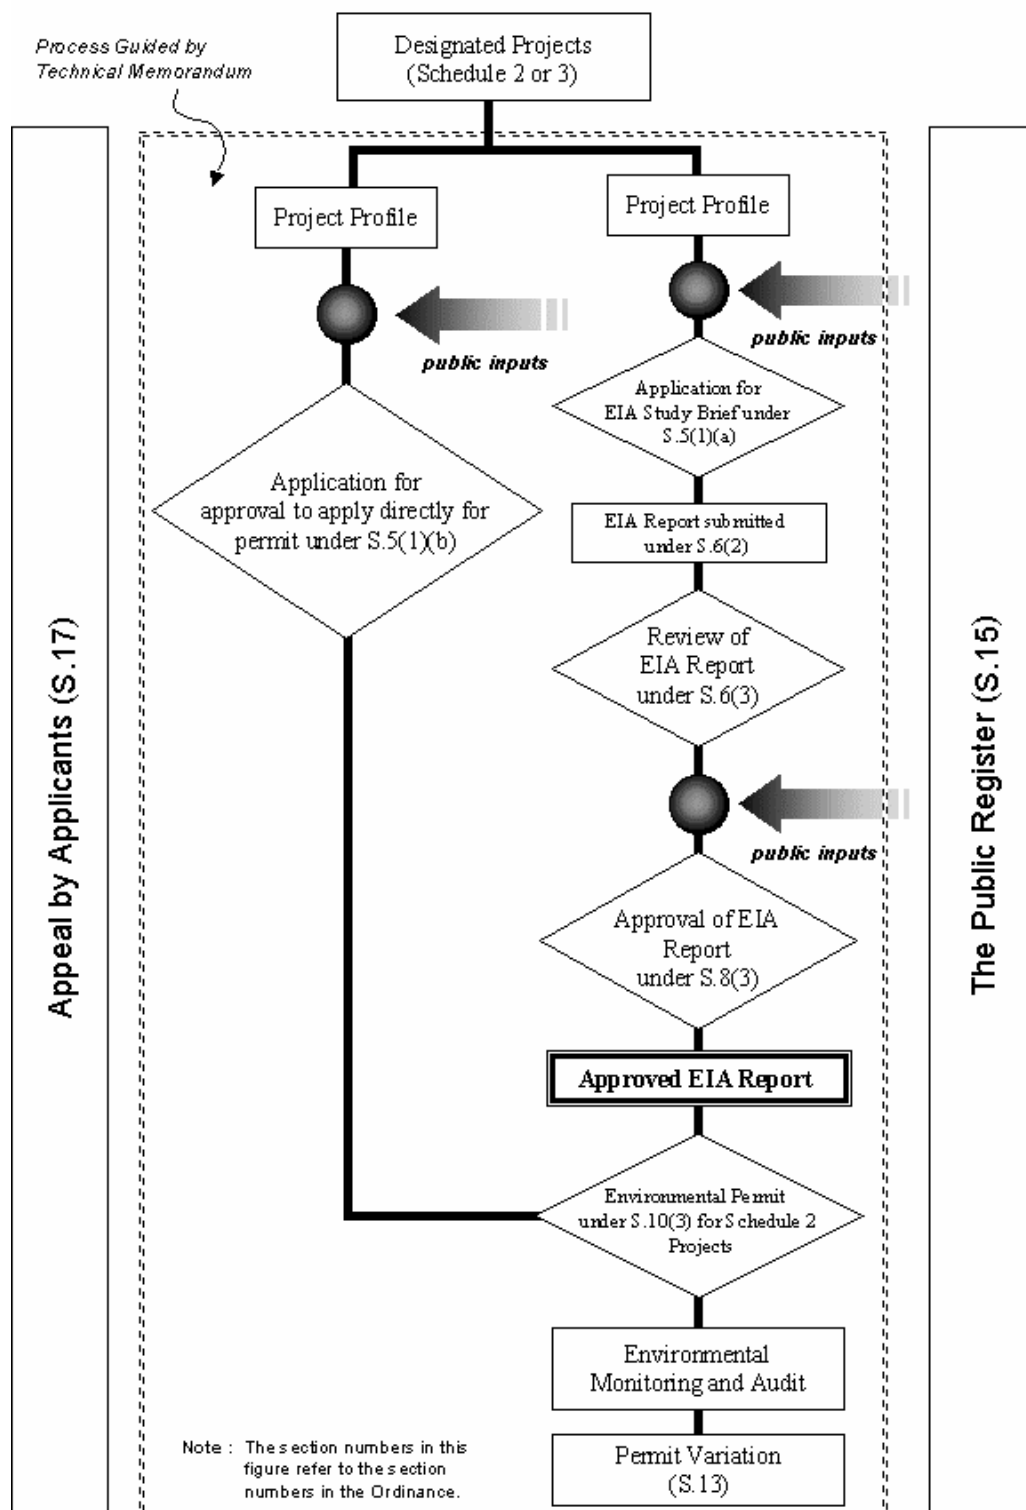 Process Guided by
Technical Memorandum
Designated Projects
(Schedule 2 or 3)
Appeal by Applicants (S.17)
The Public Register (S.15)
Project Profile
Project Profile
public inputs
public inputs
Application for
approval to apply directly for
permit under S.5(1)(b)
Application for
EIA Study Brief under
S.5(1)(a)
EIA Report submitted
under S.6(2)
Review of
EIA Report
under S.6(3)
public inputs
Approval of EIA
Report
under S.8(3)
Approved EIA Report
Environmental Permit
under S.10(3) for Schedule 2
Projects
Environmental
Monitoring and Audit
Permit Variation
(S.13)
Note : The section numbers in this
figure refer to the section
numbers in the Ordinance.